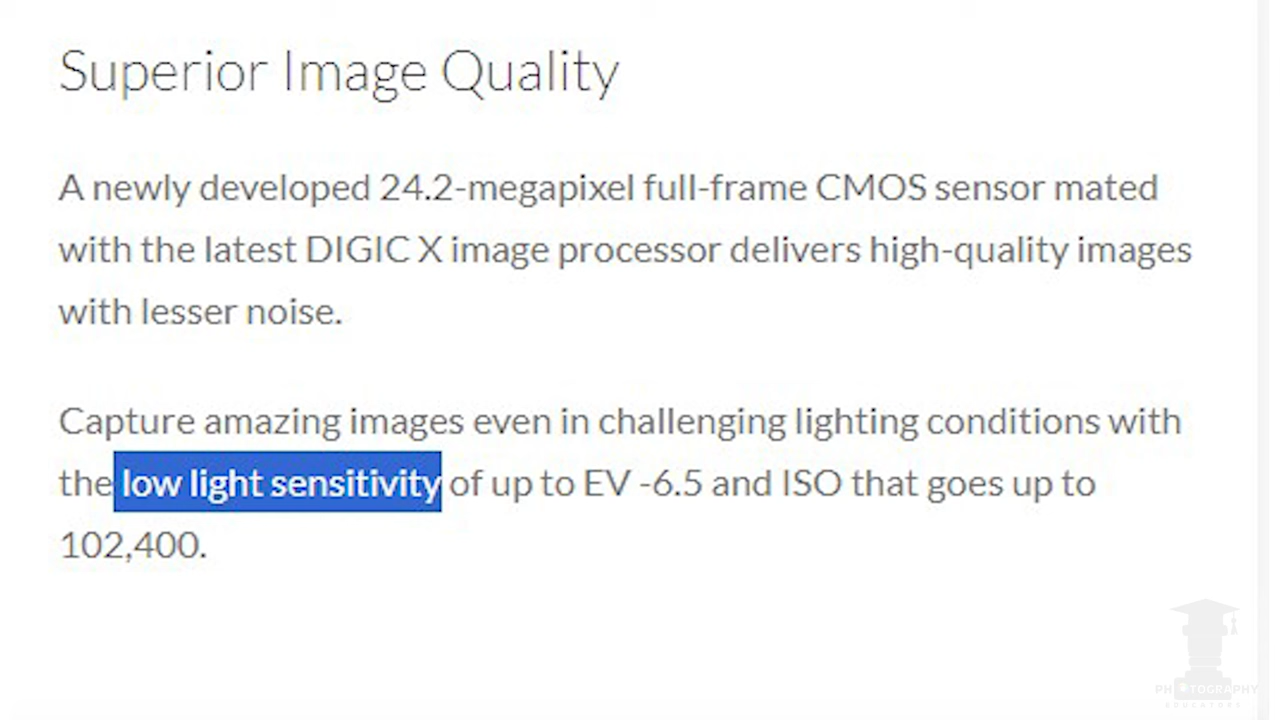 Superior Image Quality
A newly developed 24.2-megapixel full-frame CMOS sensor mated
with the latest DIGIC X image processor delivers high-quality images
with lesser noise.
Capture amazing images even in challenging lighting conditions with
the low light sensitivity of up to EV -6.5 and ISO that goes up to
102,400.
PHOTOGRAPHY
EDUCATORS